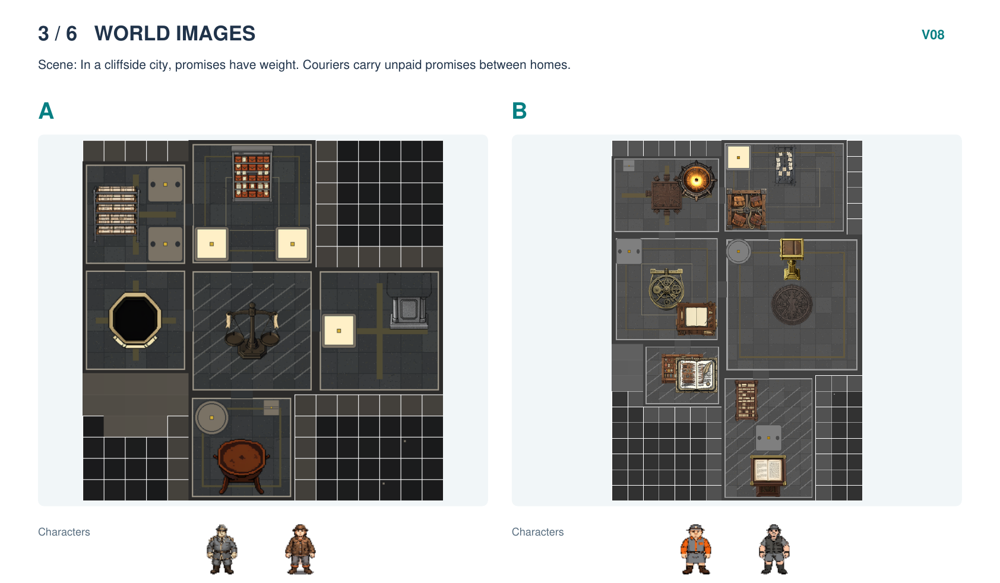 3 / 6 WORLD IMAGES
V08
Scene: In a cliffside city, promises have weight. Couriers carry unpaid promises between homes.
A
B
Characters
Characters